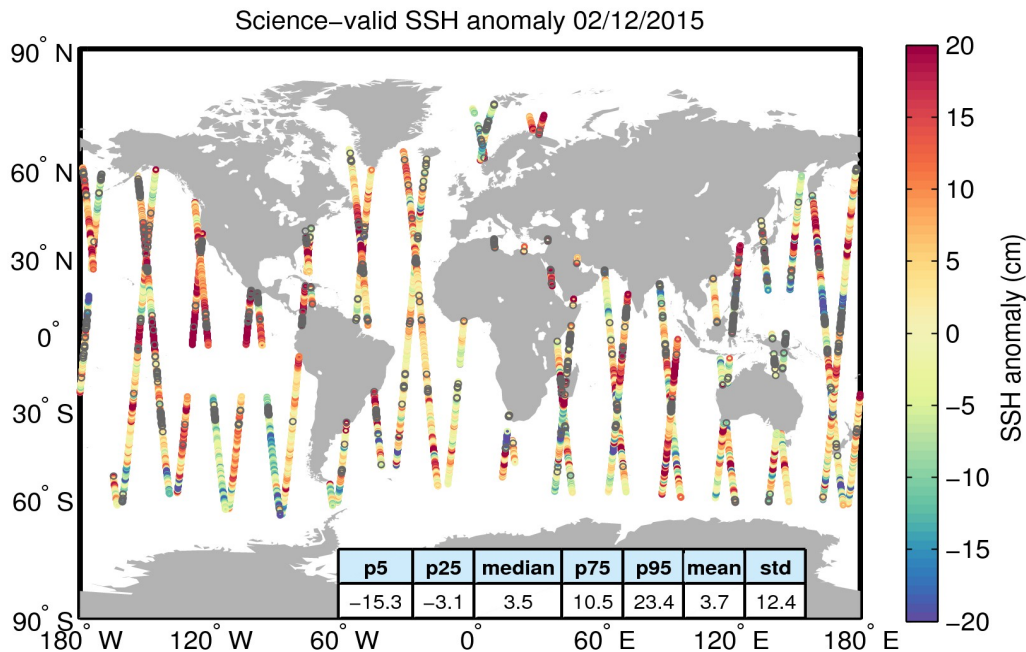 Science−valid SSH anomaly 02/12/2015
90° N
60° N
30° N
0°
30° S
60° S
90° S
180° W
120° W
60° W
0°
60° E
120° E
180° E
p5 p25 median p75 p95 mean std
−15.3 −3.1 3.5 10.5 23.4 3.7 12.4
20
15
10
5
0
−5
−10
−15
−20
SSH anomaly (cm)